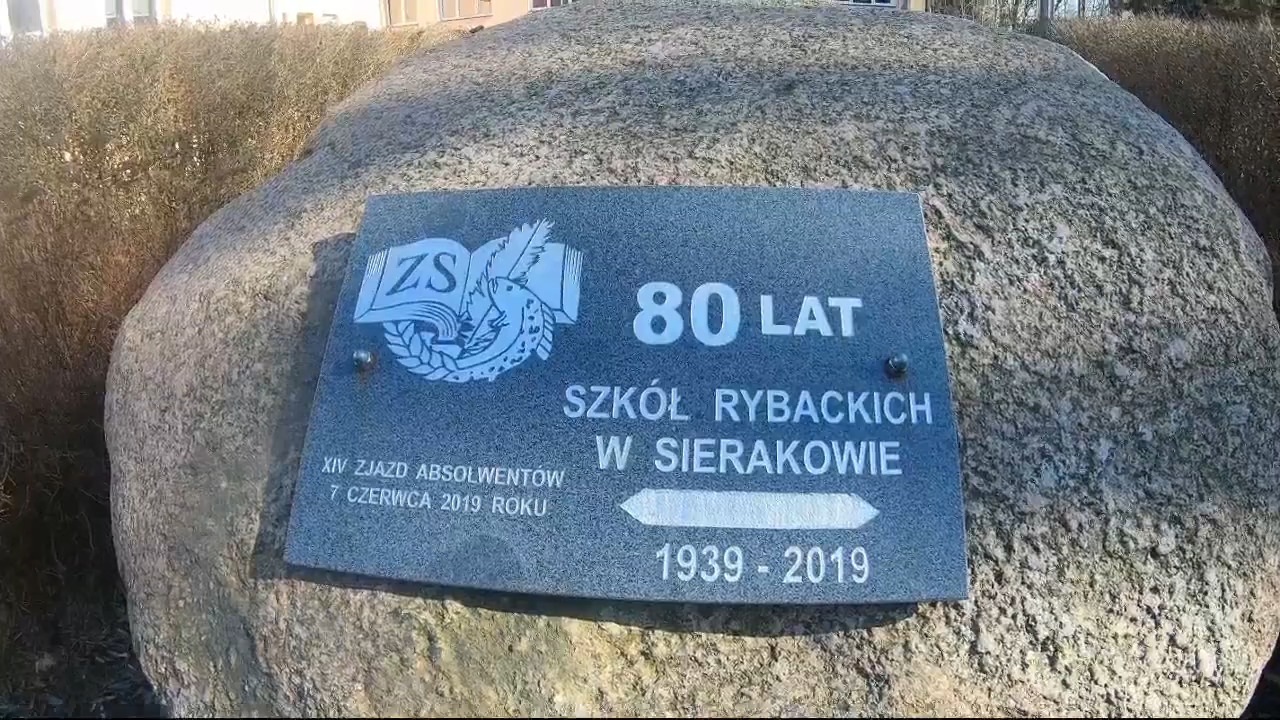 ZS
80 LAT
SZKÓŁ RYBACKICH
W SIERAKOWIE
XIV ZJAZD ABSOLWENTÓW
7 CZERWCA 2019 ROKU
1939 - 2019